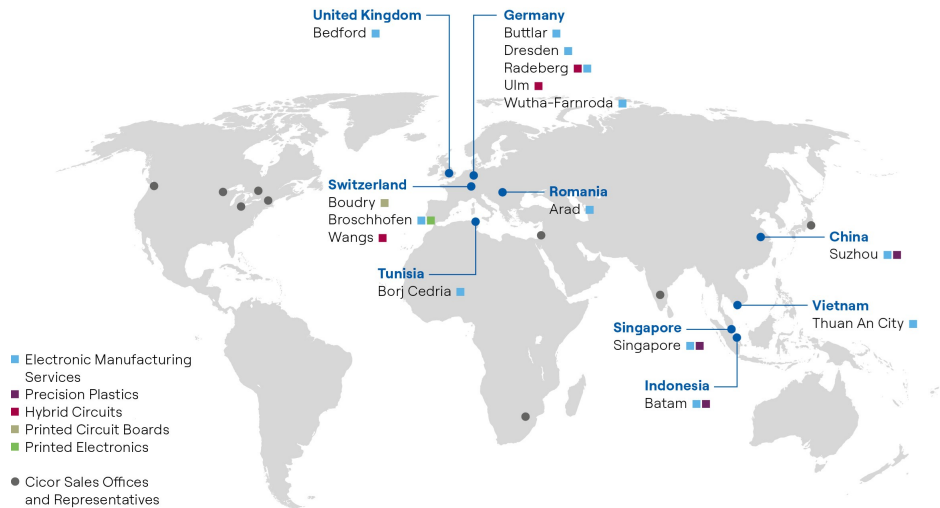 United Kingdom
Bedford
Germany
Buttlar
Dresden
Radeberg
Ulm
Wutha-Farnroda
Switzerland
Boudry
Broschhofen
Wangs
Romania
Arad
Tunisia
Borj Cedria
China
Suzhou
Vietnam
Thuan An City
Singapore
Singapore
Indonesia
Batam
Electronic Manufacturing
Services
Precision Plastics
Hybrid Circuits
Printed Circuit Boards
Printed Electronics
Cicor Sales Offices
and Representatives